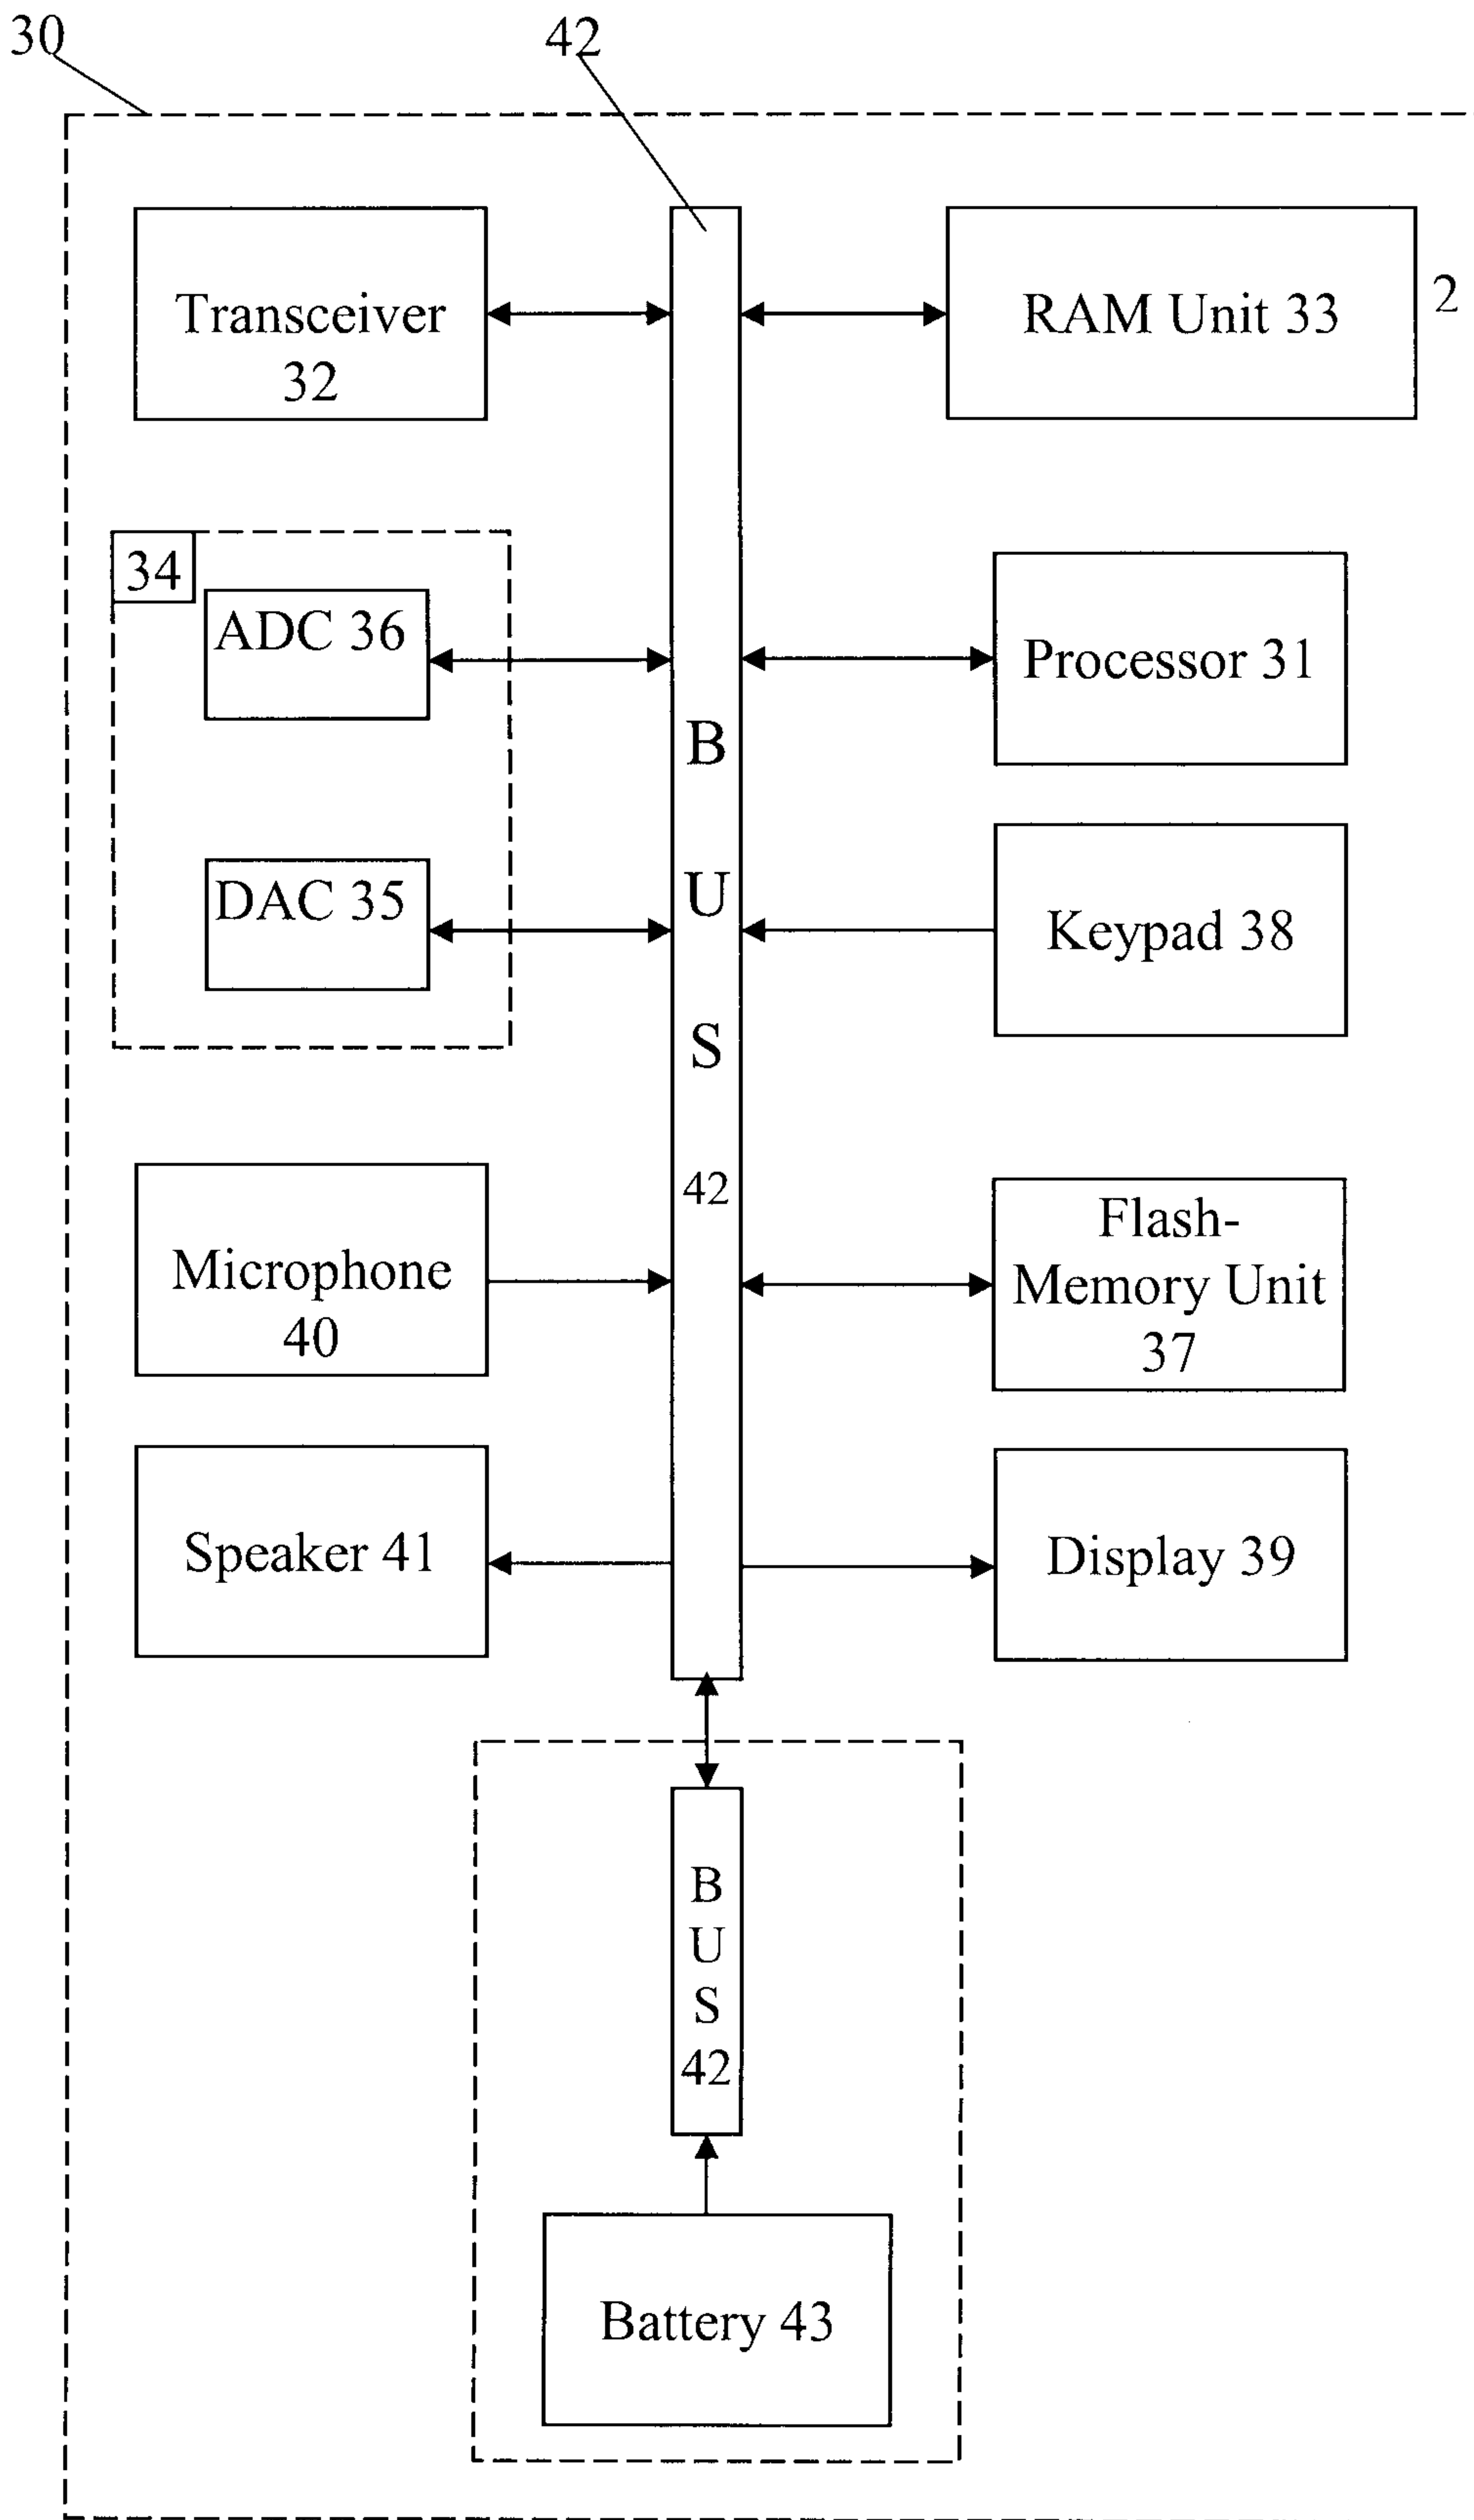 30
42
Transceiver
32
RAM Unit 33
2
34
ADC 36
Processor 31
B
U
S
42
DAC 35
Keypad 38
Microphone
40
Flash-
Memory Unit
37
Speaker 41
Display 39
B
U
S
42
Battery 43